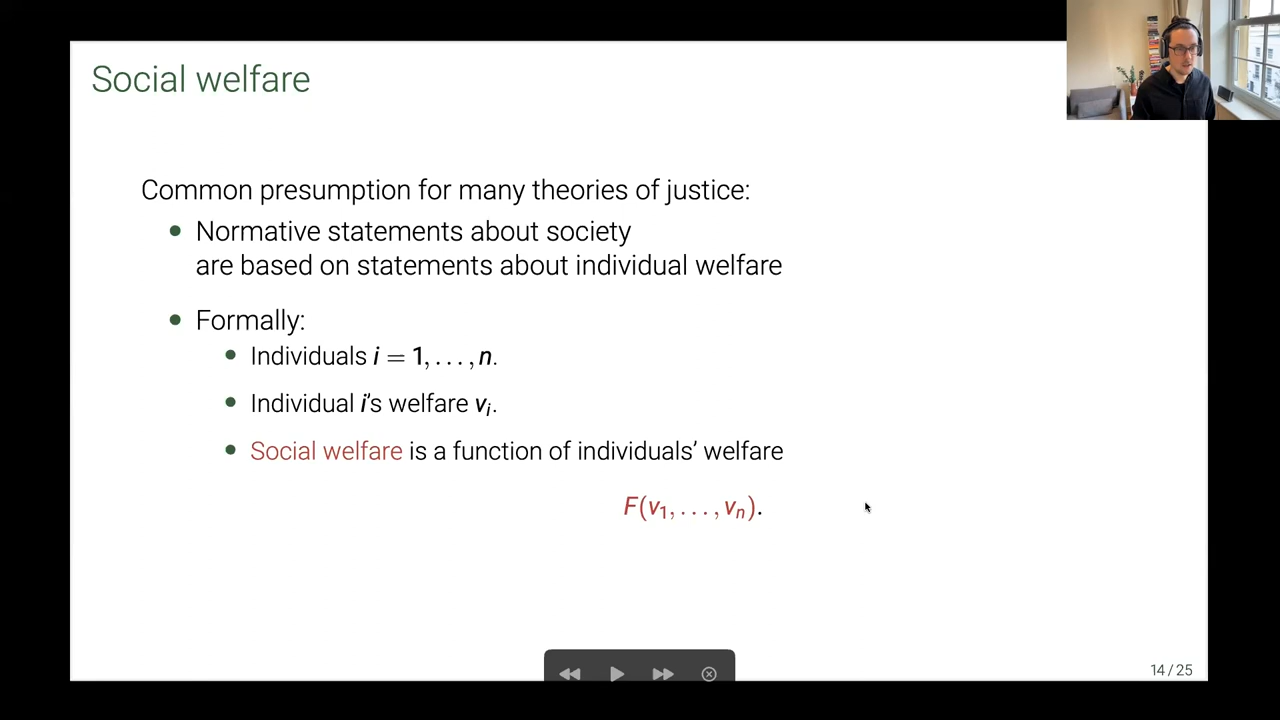 Social welfare
Common presumption for many theories of justice:
• Normative statements about society
are based on statements about individual welfare
• Formally:
• Individuals i = 1, . . . , n.
• Individual i's welfare vᵢ.
• Social welfare is a function of individuals' welfare
F(v₁, . . . , vₙ).
14 / 25